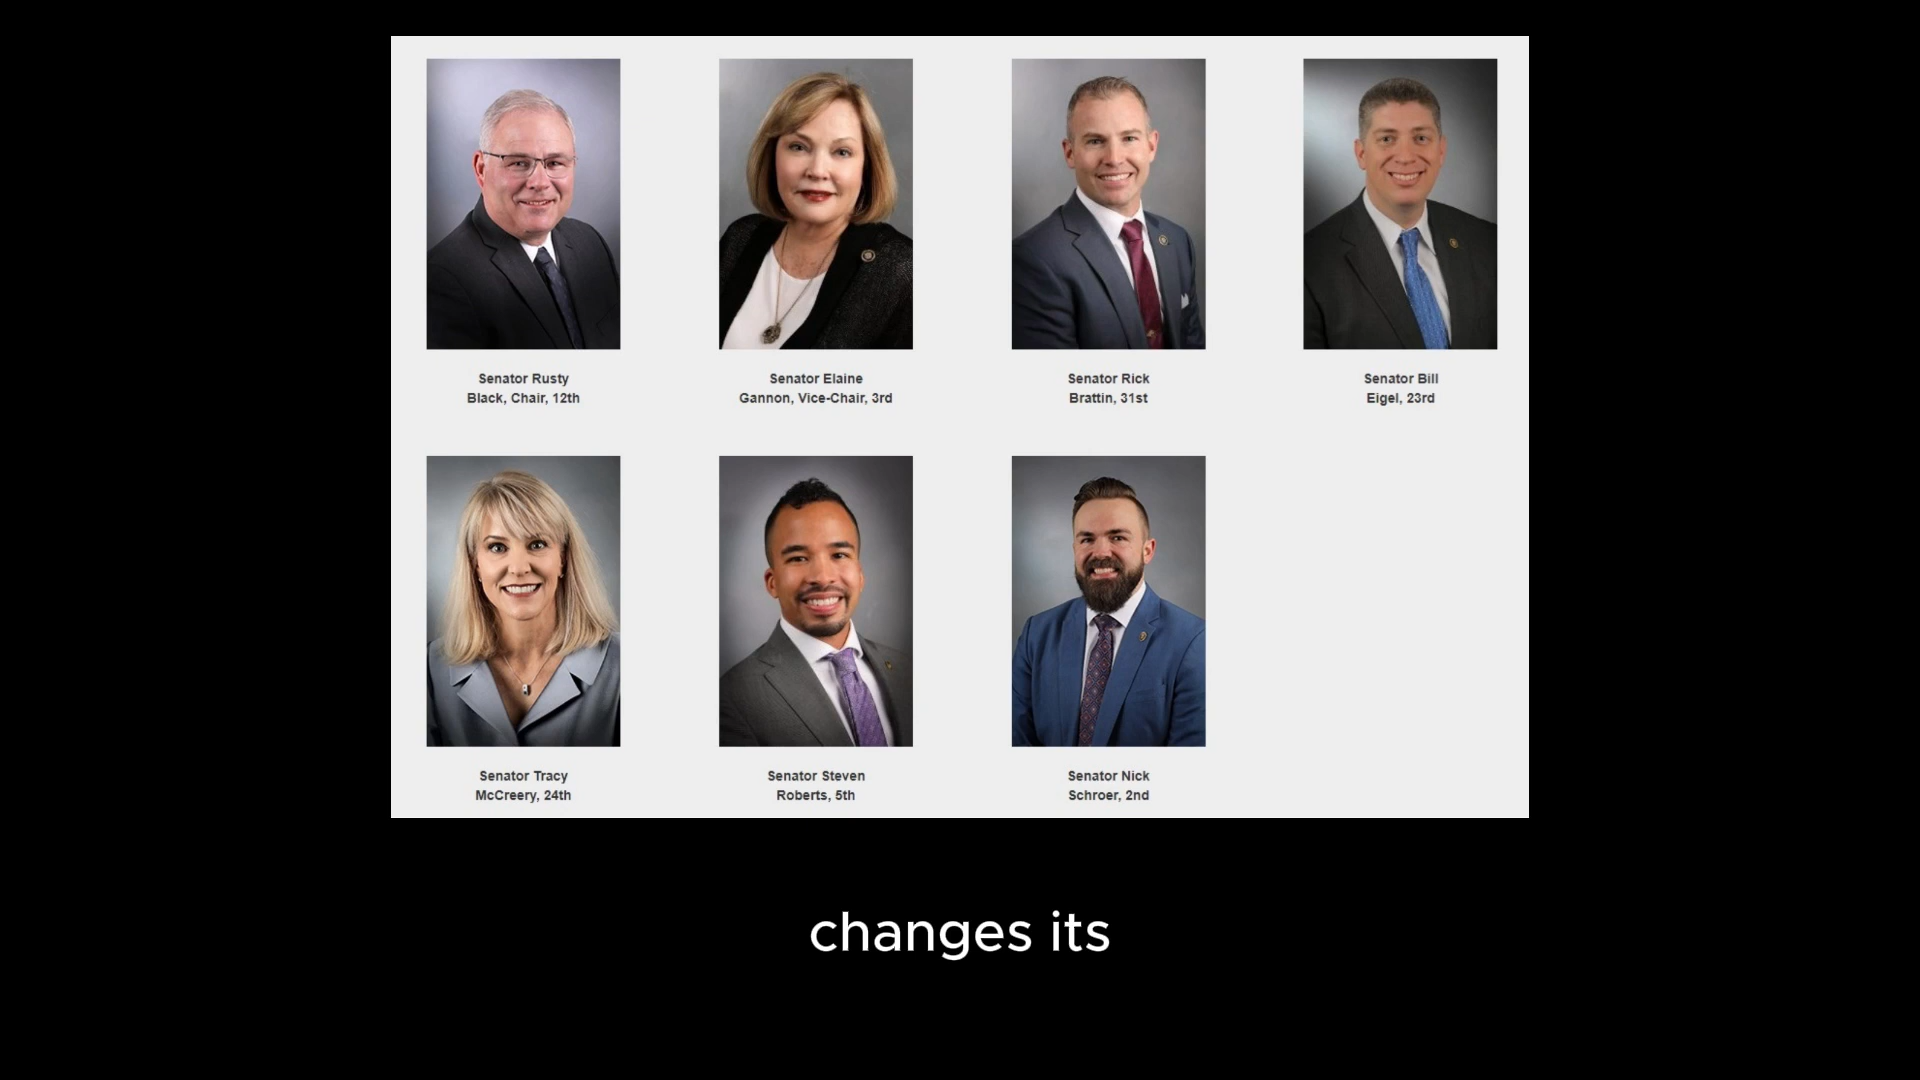 Senator Rusty
Black, Chair, 12th
Senator Elaine
Gannon, Vice-Chair, 3rd
Senator Rick
Brattin, 31st
Senator Bill
Eigel, 23rd
Senator Tracy
McCreery, 24th
Senator Steven
Roberts, 5th
Senator Nick
Schroer, 2nd
changes its